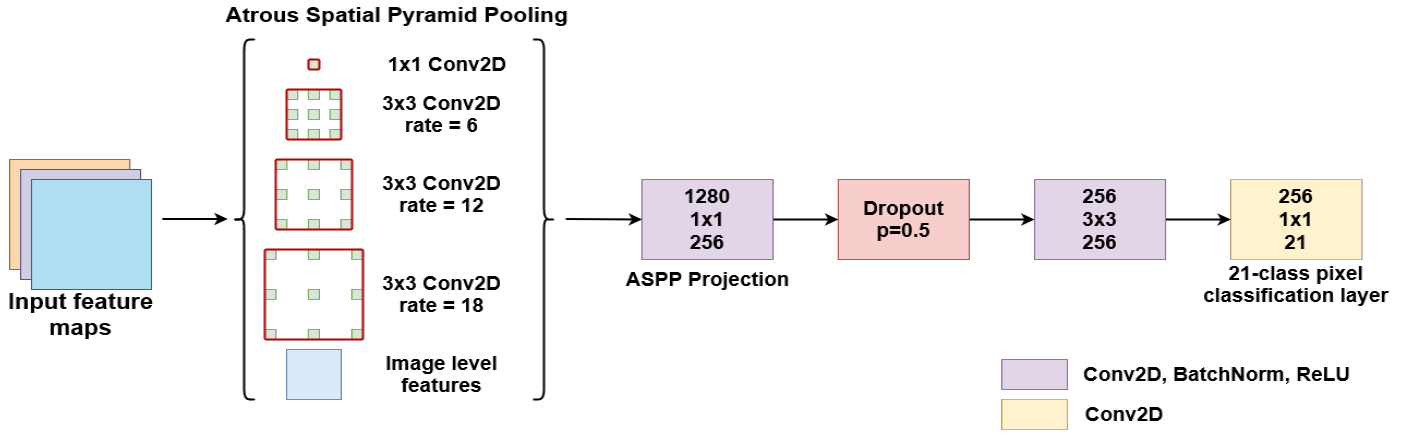 Atrous Spatial Pyramid Pooling
1x1 Conv2D
3x3 Conv2D
rate = 6
3x3 Conv2D
rate = 12
3x3 Conv2D
rate = 18
Image level
features
Input feature
maps
1280
1x1
256
ASPP Projection
Dropout
p=0.5
256
3x3
256
256
1x1
21
21-class pixel
classification layer
Conv2D, BatchNorm, ReLU
Conv2D